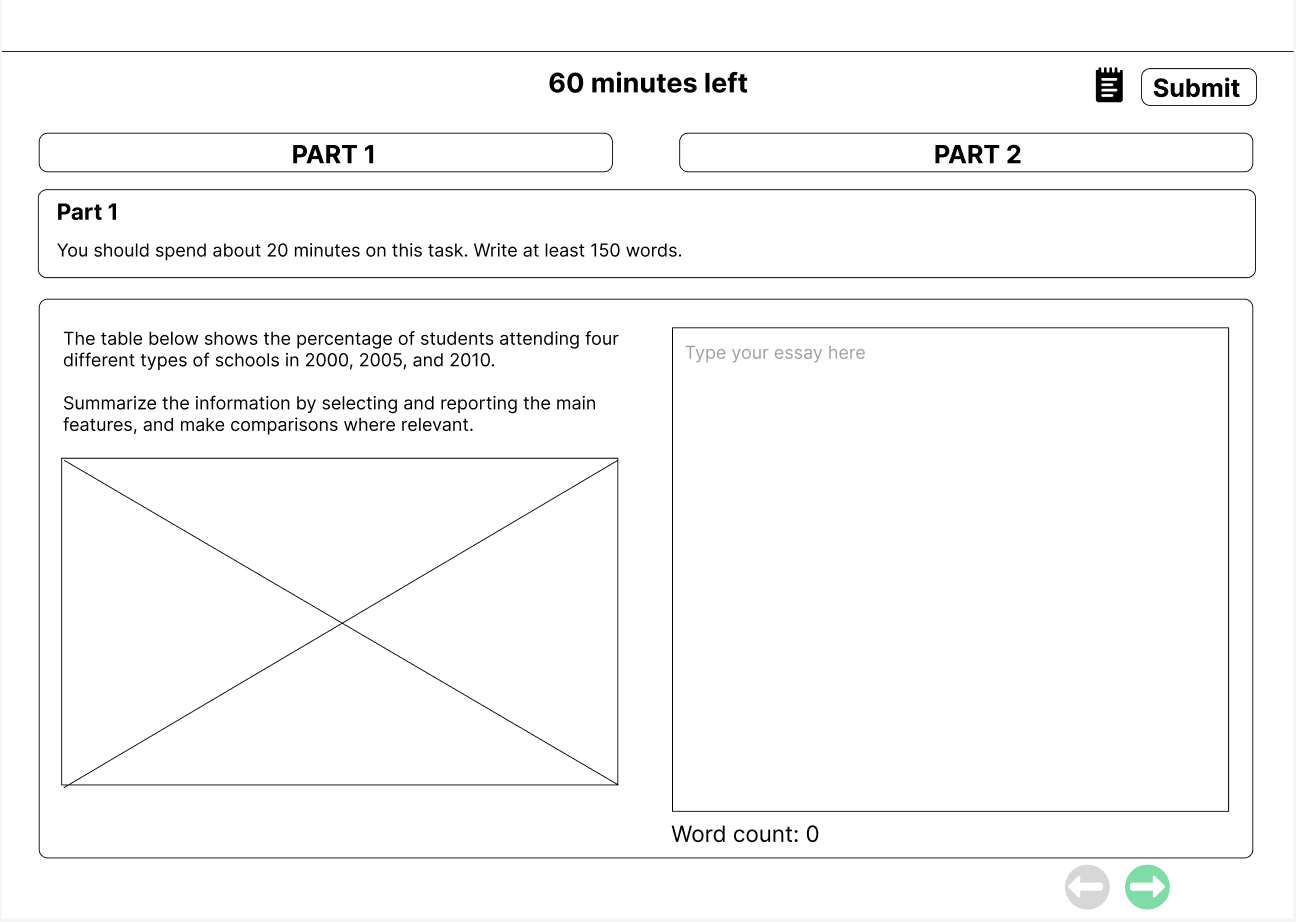 60 minutes left
Submit
PART 1
PART 2
Part 1
You should spend about 20 minutes on this task. Write at least 150 words.
The table below shows the percentage of students attending four
different types of schools in 2000, 2005, and 2010.
Summarize the information by selecting and reporting the main
features, and make comparisons where relevant.
Type your essay here
Word count: 0